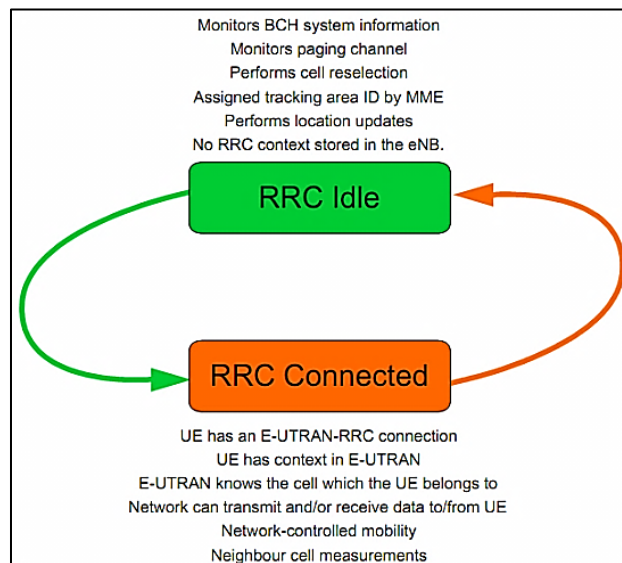 Monitors BCH system information
Monitors paging channel
Performs cell reselection
Assigned tracking area ID by MME
Performs location updates
No RRC context stored in the eNB.
RRC Idle
RRC Connected
UE has an E-UTRAN-RRC connection
UE has context in E-UTRAN
E-UTRAN knows the cell which the UE belongs to
Network can transmit and/or receive data to/from UE
Network-controlled mobility
Neighbour cell measurements